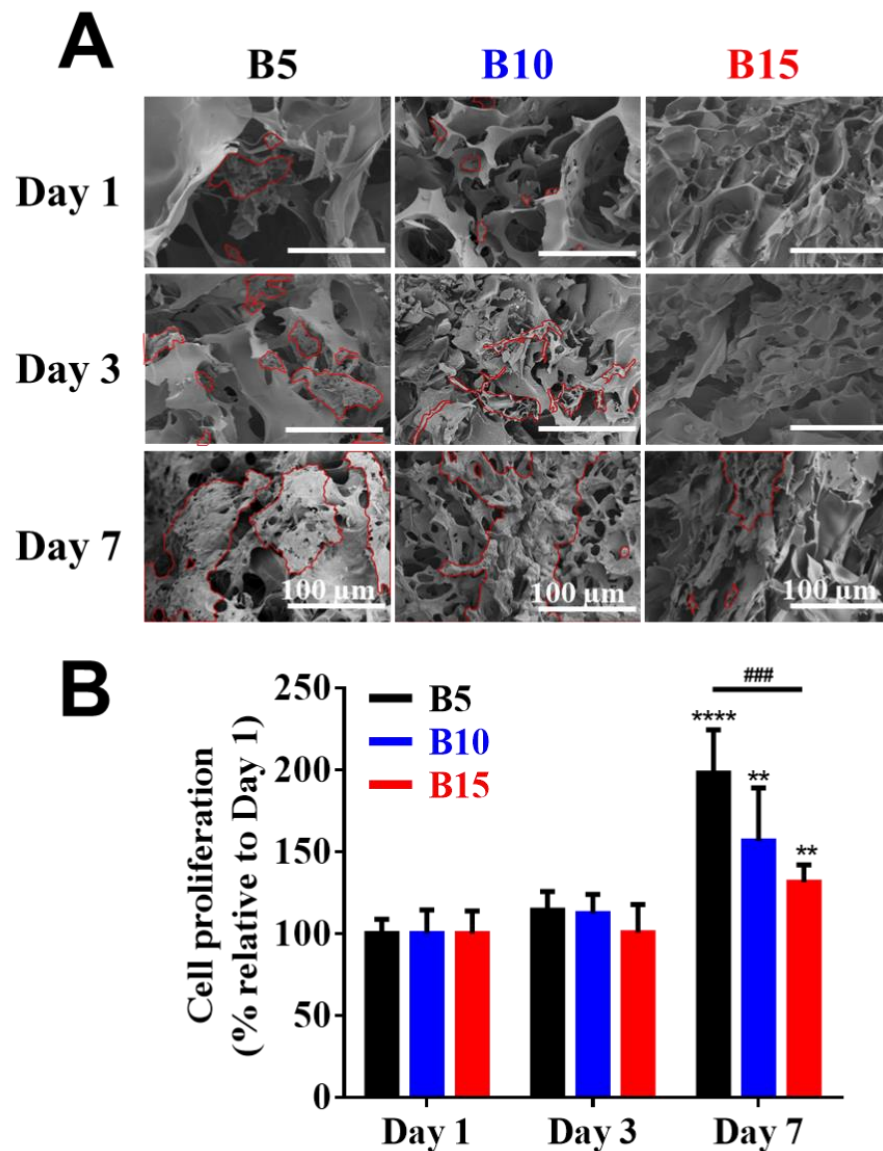 A
B5 B10 B15
Day 1
Day 3
Day 7
100 µm 100 µm 100 µm
B
Cell proliferation
(% relative to Day 1)
250
200
150
100
50
0
B5
B10
B15
###
****
**
**
Day 1 Day 3 Day 7